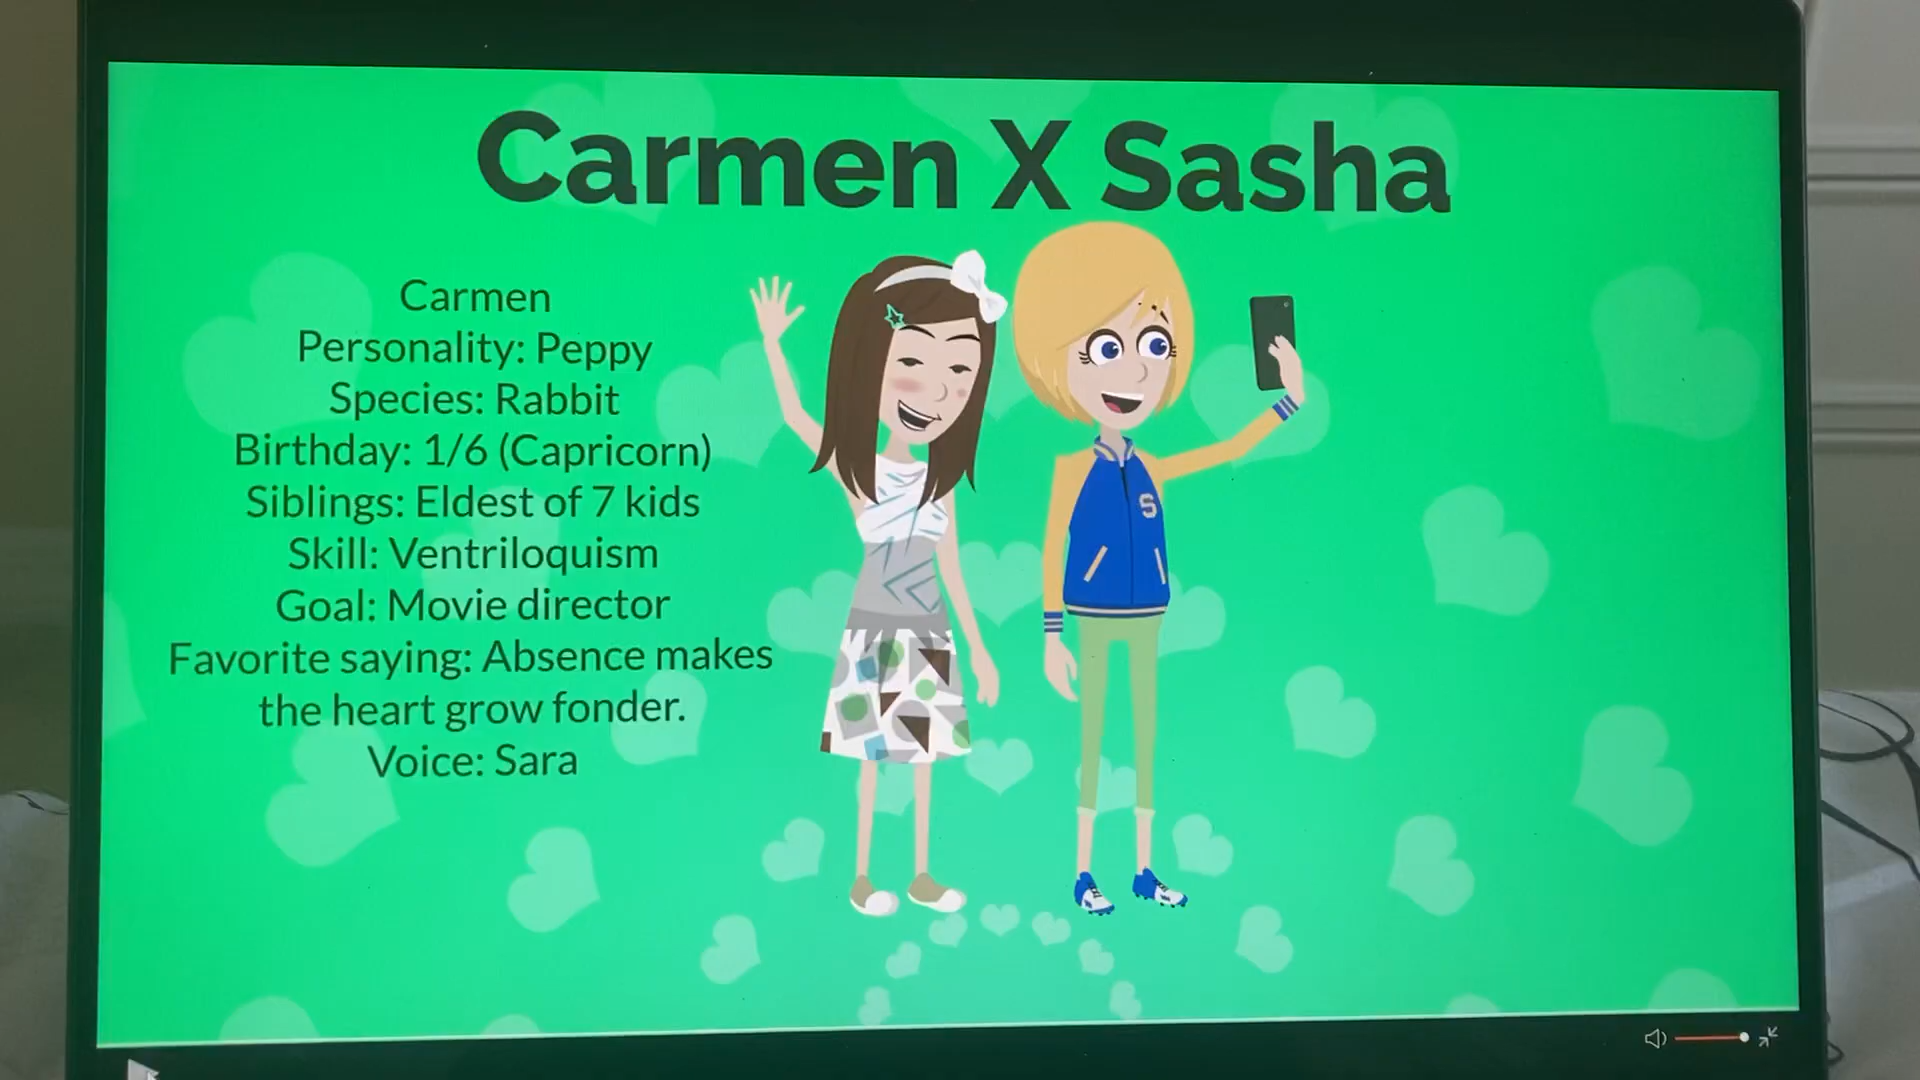 Carmen X Sasha
Carmen
Personality: Peppy
Species: Rabbit
Birthday: 1/6 (Capricorn)
Siblings: Eldest of 7 kids
Skill: Ventriloquism
Goal: Movie director
Favorite saying: Absence makes
the heart grow fonder.
Voice: Sara
S